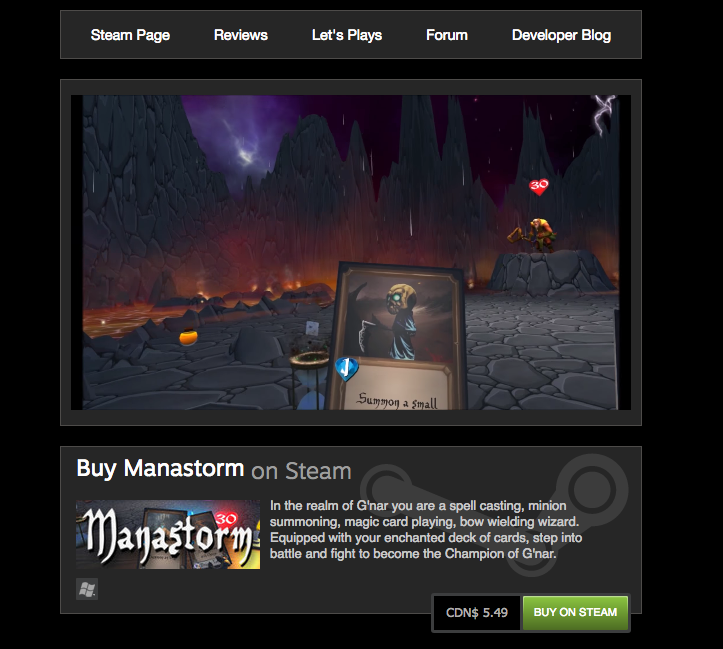 Steam Page Reviews Let's Plays Forum Developer Blog
30
J
Summon a small
Buy Manastorm on Steam
Manastorm
30
In the realm of G'nar you are a spell casting, minion
summoning, magic card playing, bow wielding wizard.
Equipped with your enchanted deck of cards, step into
battle and fight to become the Champion of G'nar.
CDN$ 5.49 BUY ON STEAM